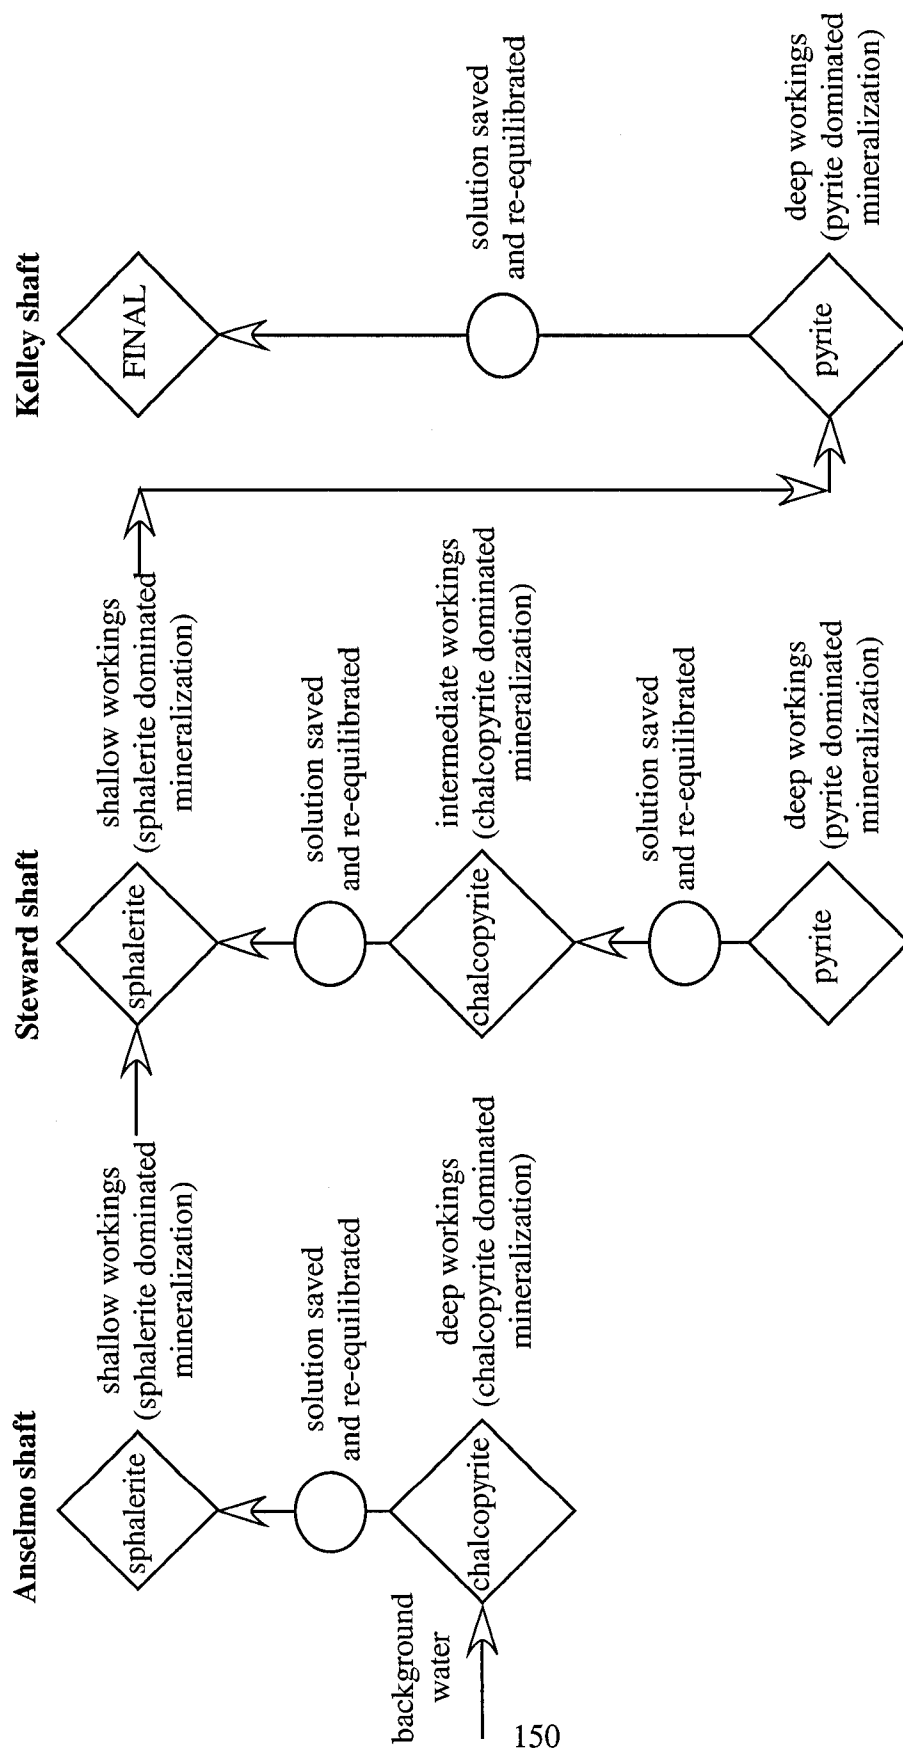 Anselmo shaft
sphalerite
shallow workings
(sphalerite dominated
mineralization)
solution saved
and re-equilibrated
background
water
chalcopyrite
deep workings
(chalcopyrite dominated
mineralization)
Steward shaft
sphalerite
shallow workings
(sphalerite dominated
mineralization)
solution saved
and re-equilibrated
chalcopyrite
intermediate workings
(chalcopyrite dominated
mineralization)
solution saved
and re-equilibrated
pyrite
deep workings
(pyrite dominated
mineralization)
Kelley shaft
FINAL
solution saved
and re-equilibrated
pyrite
deep workings
(pyrite dominated
mineralization)
150